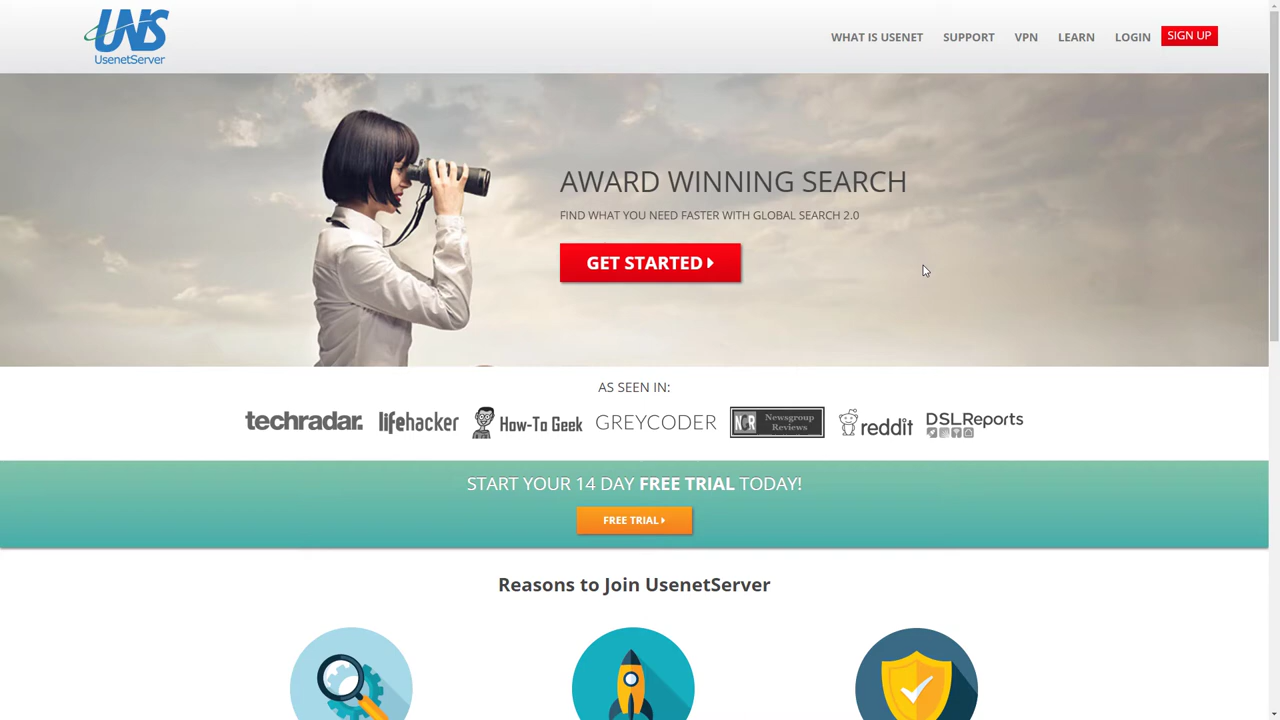 UNS
UsenetServer
WHAT IS USENET SUPPORT VPN LEARN LOGIN SIGN UP
AWARD WINNING SEARCH
FIND WHAT YOU NEED FASTER WITH GLOBAL SEARCH 2.0
GET STARTED
AS SEEN IN:
techradar. lifehacker How-To Geek GREYCODER NGR Newsgroup Reviews reddit DSLReports
START YOUR 14 DAY FREE TRIAL TODAY!
FREE TRIAL
Reasons to Join UsenetServer